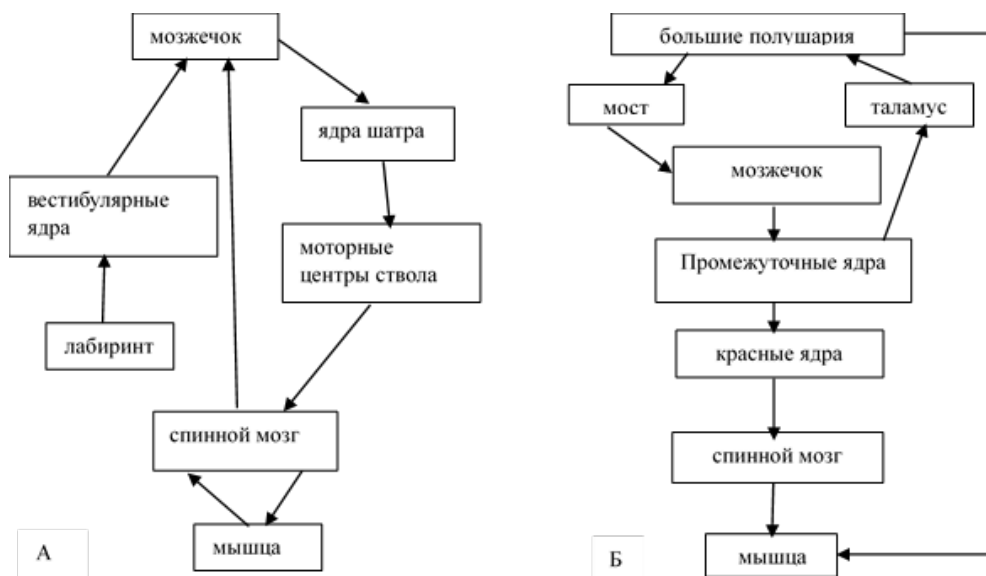 мозжечок
ядра шатра
вестибулярные
ядра
моторные
центры ствола
лабиринт
спинной мозг
мышца
А
большие полушария
мост
таламус
мозжечок
Промежуточные ядра
красные ядра
спинной мозг
мышца
Б